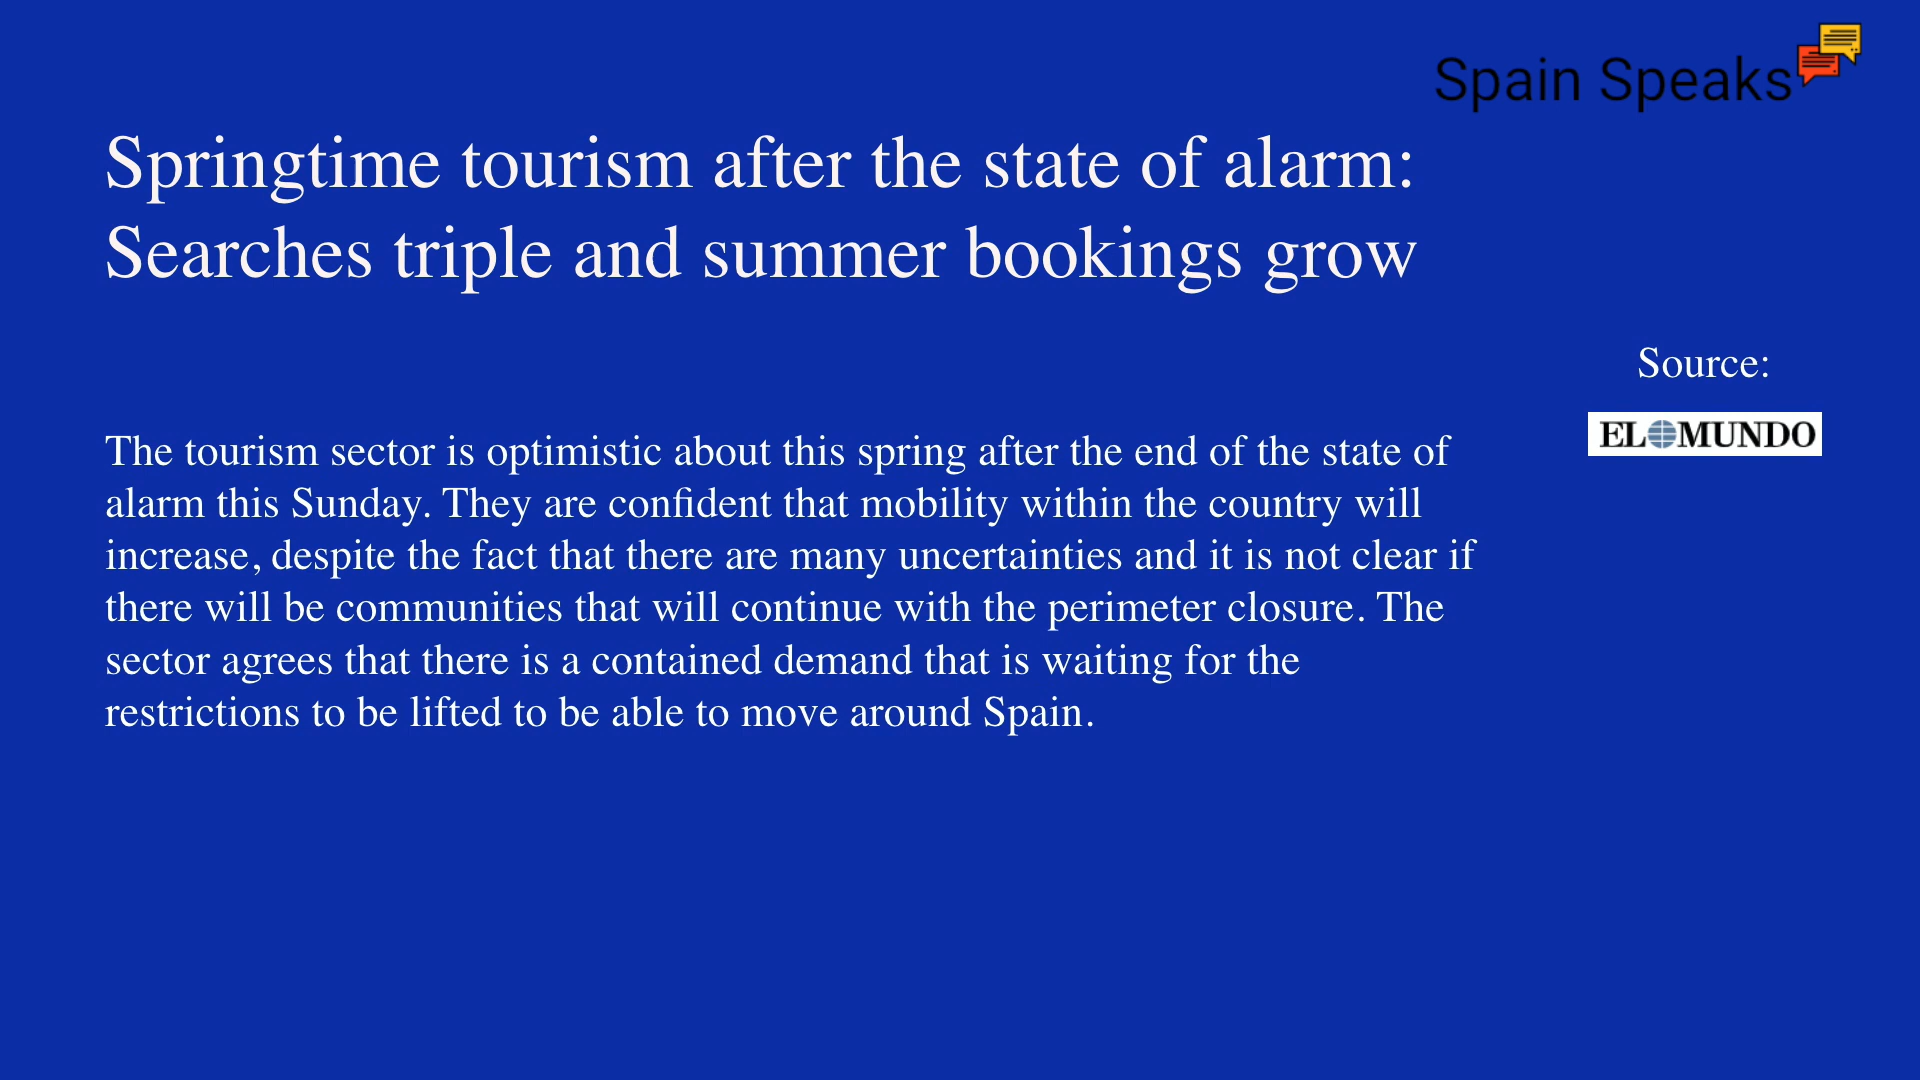 Spain Speaks
Springtime tourism after the state of alarm:
Searches triple and summer bookings grow
Source:
EL MUNDO
The tourism sector is optimistic about this spring after the end of the state of
alarm this Sunday. They are confident that mobility within the country will
increase, despite the fact that there are many uncertainties and it is not clear if
there will be communities that will continue with the perimeter closure. The
sector agrees that there is a contained demand that is waiting for the
restrictions to be lifted to be able to move around Spain.